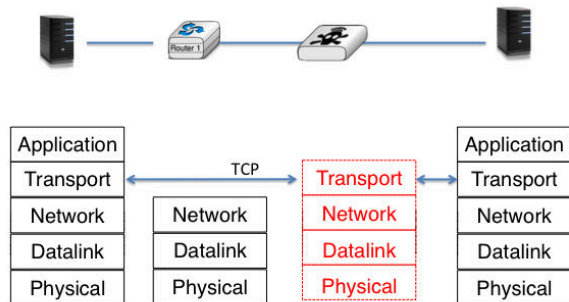 Router 1
Application
Transport
Network
Datalink
Physical
TCP
Network
Datalink
Physical
Transport
Network
Datalink
Physical
Application
Transport
Network
Datalink
Physical